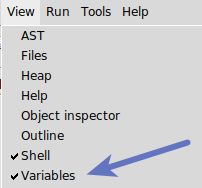 View Run Tools Help
AST
Files
Heap
Help
Object inspector
Outline
✓ Shell
✓ Variables